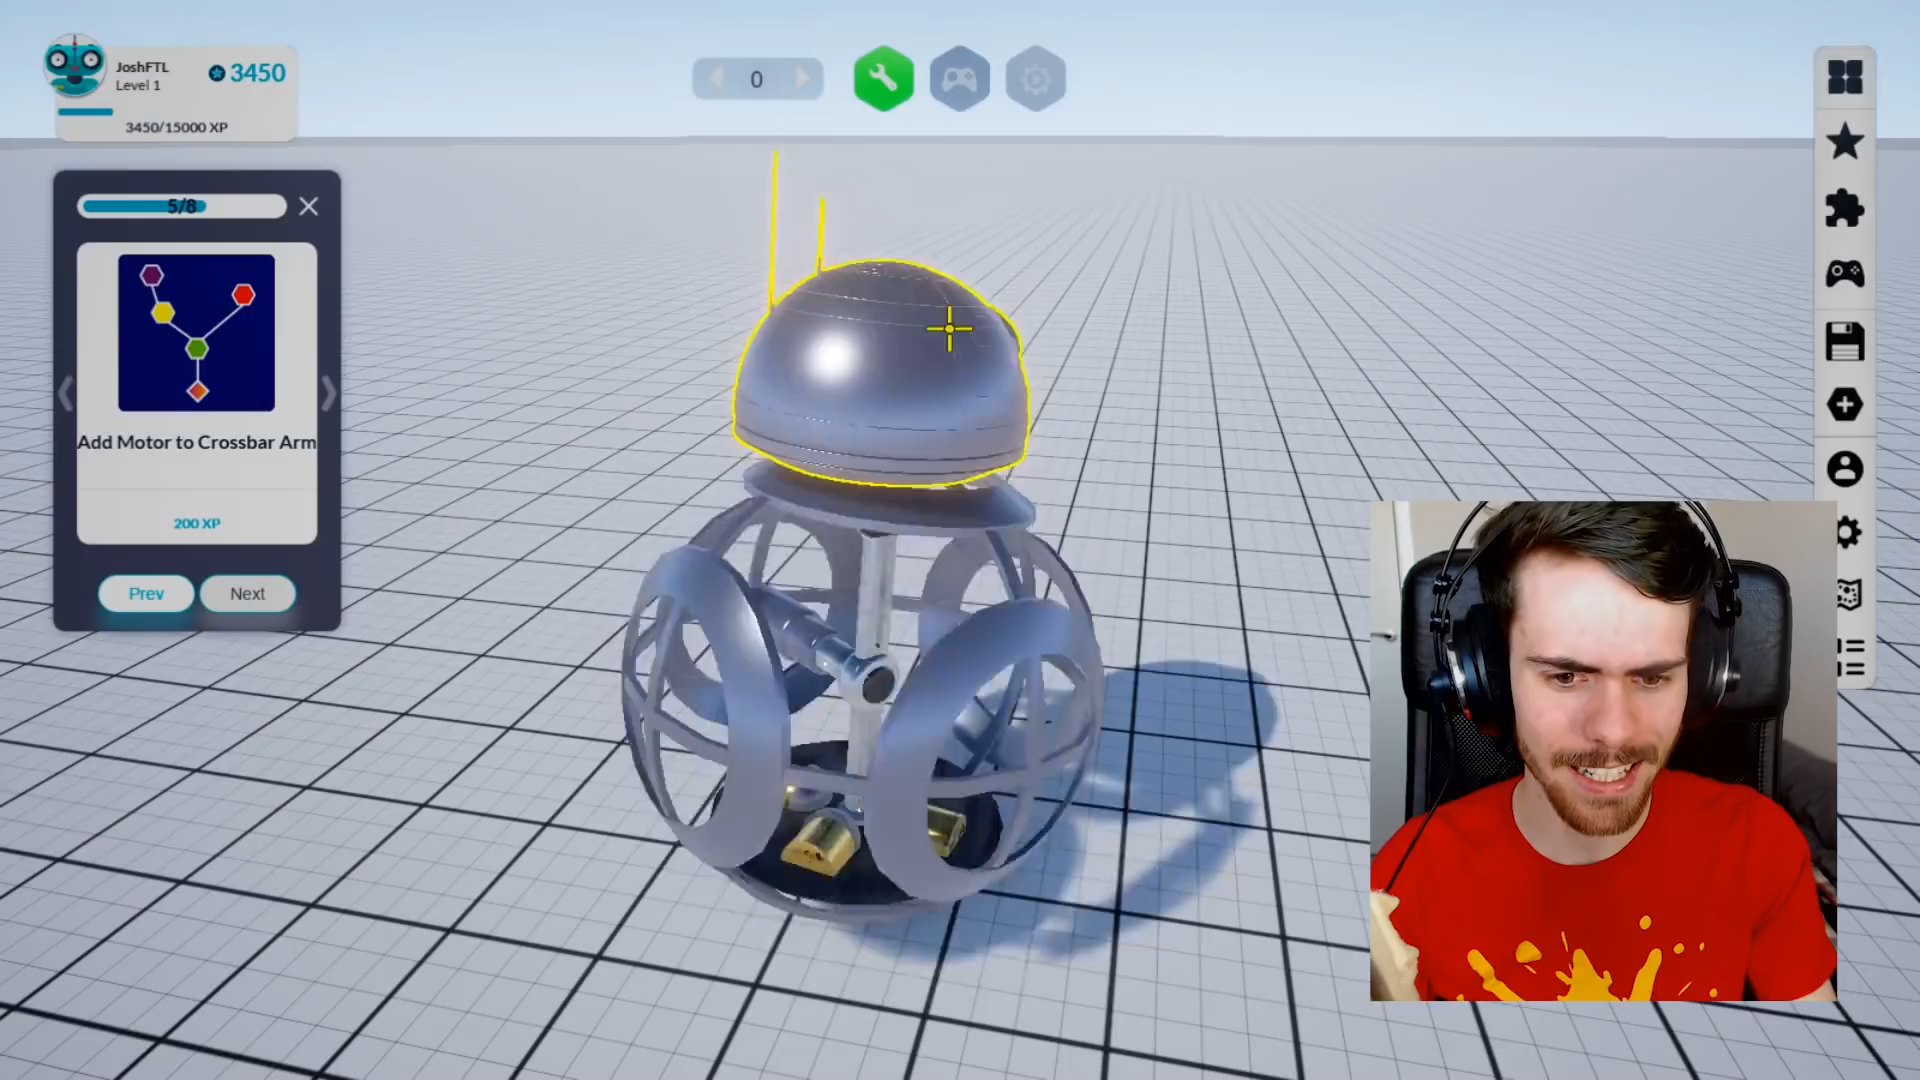 JoshFTL
3450
Level 1
3450/15000 XP
0
5/8
Add Motor to Crossbar Arm
200 XP
Prev
Next